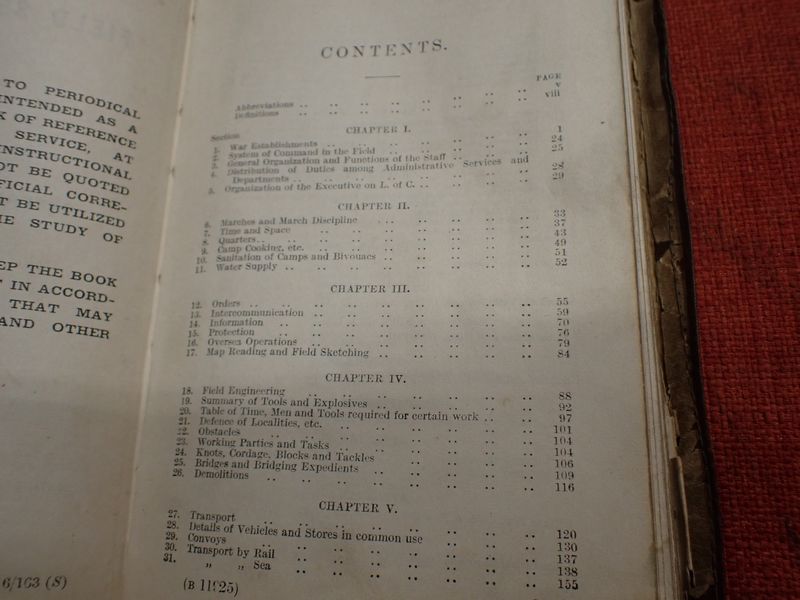 FIELD
TO PERIODICAL
INTENDED AS A
K OF REFERENCE
SERVICE, AT
NSTRUCTIONAL
OT BE QUOTED
FICIAL CORRE-
T BE UTILIZED
HE STUDY OF
EP THE BOOK
T IN ACCORD-
THAT MAY
AND OTHER
6/163 (S)
CONTENTS.
PAGE
Abbreviations .. .. .. .. .. .. .. v
Definitions .. .. .. .. .. .. .. viii
CHAPTER I.
Section
1. War Establishments .. .. .. .. .. .. 1
2. System of Command in the Field .. .. .. .. .. 24
3. General Organization and Functions of the Staff .. .. .. 25
4. Distribution of Duties among Administrative Services and
Departments .. .. .. .. .. .. .. 28
5. Organization of the Executive on L. of C. .. .. .. .. 29
CHAPTER II.
6. Marches and March Discipline .. .. .. .. .. 33
7. Time and Space .. .. .. .. .. .. 37
8. Quarters .. .. .. .. .. .. .. 43
9. Camp Cooking, etc. .. .. .. .. .. .. 49
10. Sanitation of Camps and Bivouacs .. .. .. .. .. 51
11. Water Supply .. .. .. .. .. .. .. 52
CHAPTER III.
12. Orders .. .. .. .. .. .. .. .. 55
13. Intercommunication .. .. .. .. .. .. 59
14. Information .. .. .. .. .. .. .. 70
15. Protection .. .. .. .. .. .. .. 76
16. Oversea Operations .. .. .. .. .. .. 79
17. Map Reading and Field Sketching .. .. .. .. .. 84
CHAPTER IV.
18. Field Engineering .. .. .. .. .. .. 88
19. Summary of Tools and Explosives .. .. .. .. .. 92
20. Table of Time, Men and Tools required for certain work .. .. 97
21. Defence of Localities, etc. .. .. .. .. .. .. 101
22. Obstacles .. .. .. .. .. .. .. 104
23. Working Parties and Tasks .. .. .. .. .. 104
24. Knots, Cordage, Blocks and Tackles .. .. .. .. 106
25. Bridges and Bridging Expedients .. .. .. .. 109
26. Demolitions .. .. .. .. .. .. .. 116
CHAPTER V.
27. Transport .. .. .. .. .. .. .. 120
28. Details of Vehicles and Stores in common use .. .. .. 130
29. Convoys .. .. .. .. .. .. .. 137
30. Transport by Rail .. .. .. .. .. .. 138
31. „ „ Sea .. .. .. .. .. .. 155
(B 11925)